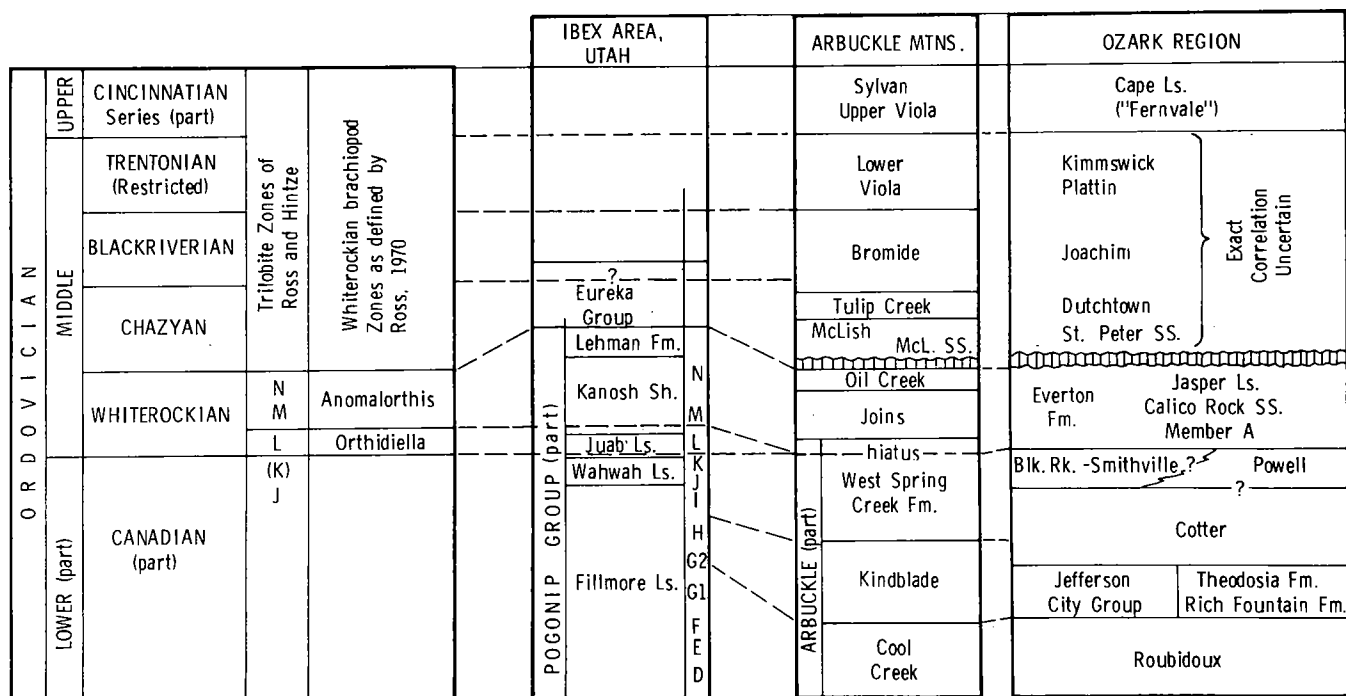 IBEX AREA,
UTAH
ARBUCKLE MTNS.
OZARK REGION
ORDOVICIAN
UPPER
MIDDLE
LOWER (part)
CINCINNATIAN
Series (part)
TRENTONIAN
(Restricted)
BLACKRIVERIAN
CHAZYAN
WHITEROCKIAN
CANADIAN
(part)
Trilobite Zones of
Ross and Hintze
N
M
L
(K)
J
Whiterockian brachiopod
Zones as defined by
Ross, 1970
Anomalorthis
Orthidiella
?
Eureka
Group
POGONIP GROUP (part)
Lehman Fm.
Kanosh Sh.
Juab Ls.
Wahwah Ls.
Fillmore Ls.
N
M
L
K
J
I
H
G2
G1
F
E
D
Sylvan
Upper Viola
Lower
Viola
Bromide
Tulip Creek
McLish
McL. SS.
Oil Creek
Joins
ARBUCKLE (part)
hiatus
West Spring
Creek Fm.
Kindblade
Cool
Creek
Cape Ls.
("Fernvale")
Kimmswick
Plattin
Joachim
Dutchtown
St. Peter SS.
Exact
Correlation
Uncertain
Everton
Fm.
Jasper Ls.
Calico Rock SS.
Member A
Blk. Rk. -Smithville ?
Powell
?
Cotter
Jefferson
City Group
Theodosia Fm.
Rich Fountain Fm.
Roubidoux